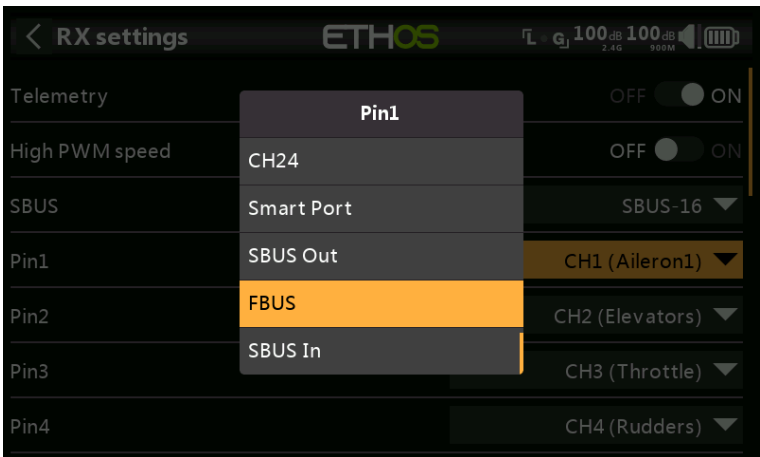 RX settings ETHOS L G 100dB 2.4G 100dB 900M
Telemetry OFF ON
Pin1
High PWM speed OFF ON
CH24
SBUS SBUS-16
Smart Port
SBUS Out
Pin1 CH1 (Aileron1)
FBUS
Pin2 CH2 (Elevators)
SBUS In
Pin3 CH3 (Throttle)
Pin4 CH4 (Rudders)